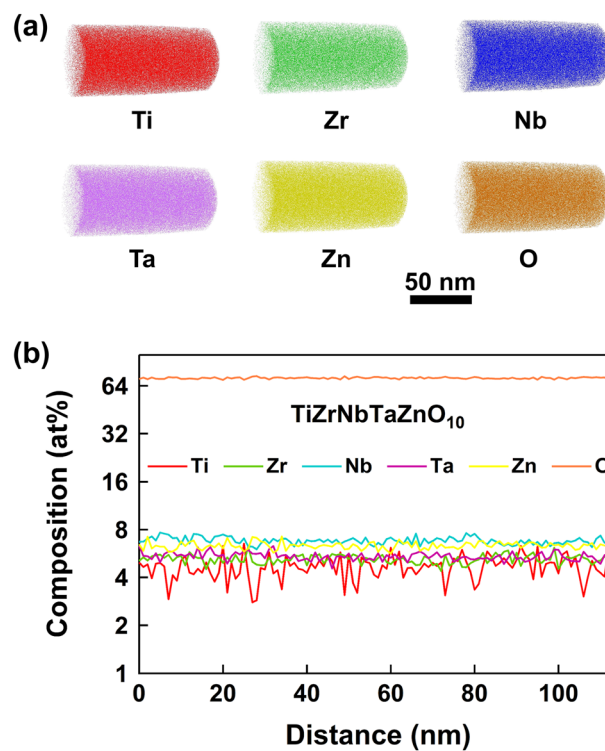 (a)
Ti Zr Nb
Ta Zn O
50 nm
(b)
Composition (at%)
64
32
16
8
4
2
1
TiZrNbTaZnO₁₀
Ti Zr Nb Ta Zn O
0 20 40 60 80 100
Distance (nm)